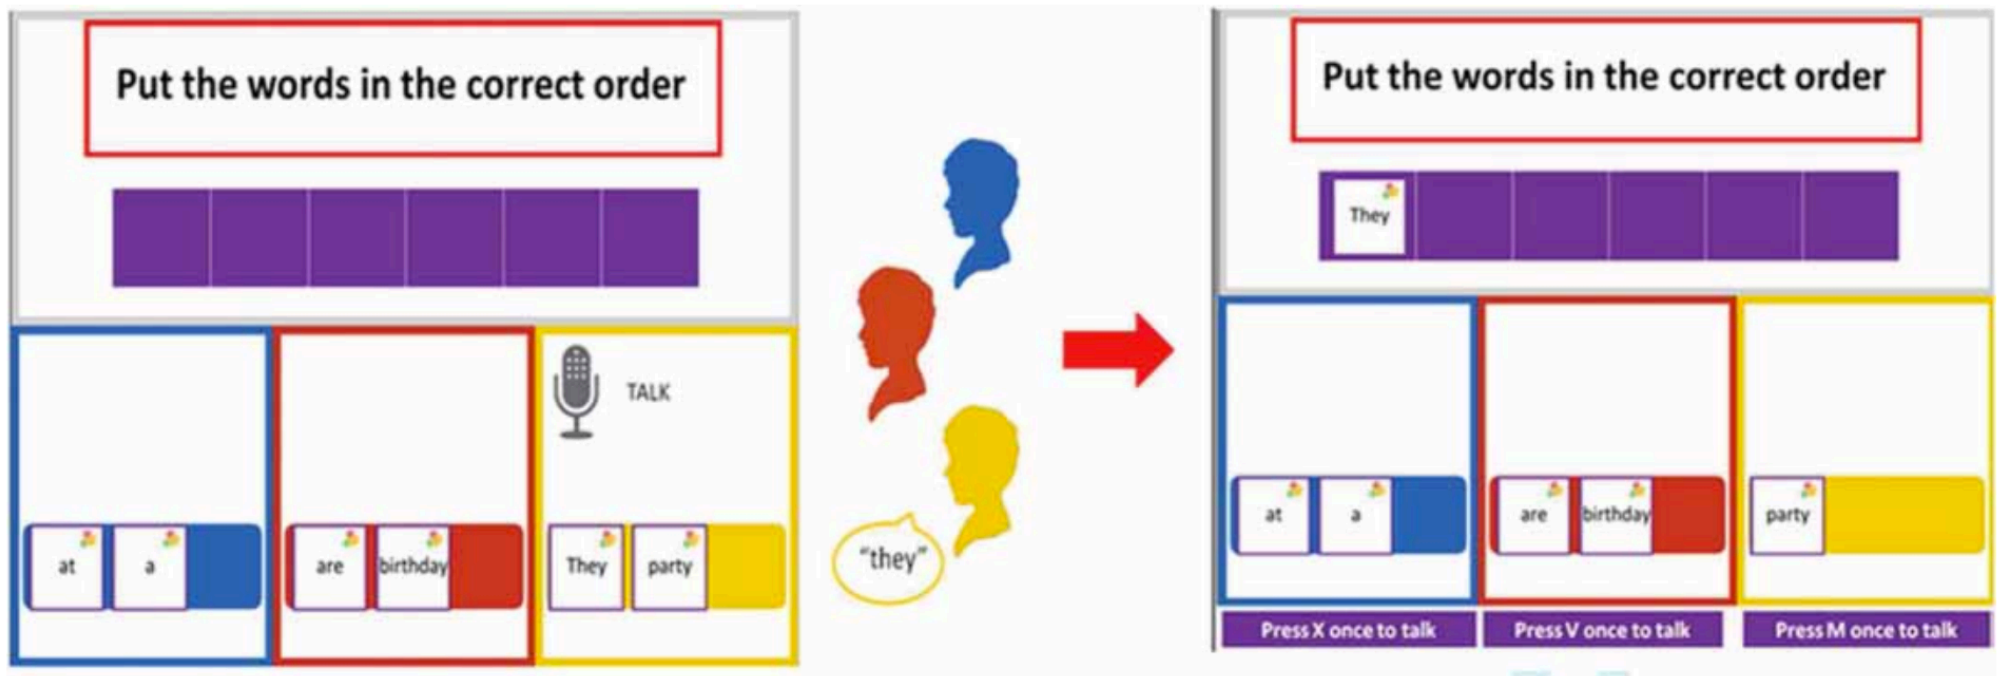 Put the words in the correct order
TALK
at
a
are
birthday
They
party
"they"
Put the words in the correct order
They
at
a
are
birthday
party
Press X once to talk
Press V once to talk
Press M once to talk